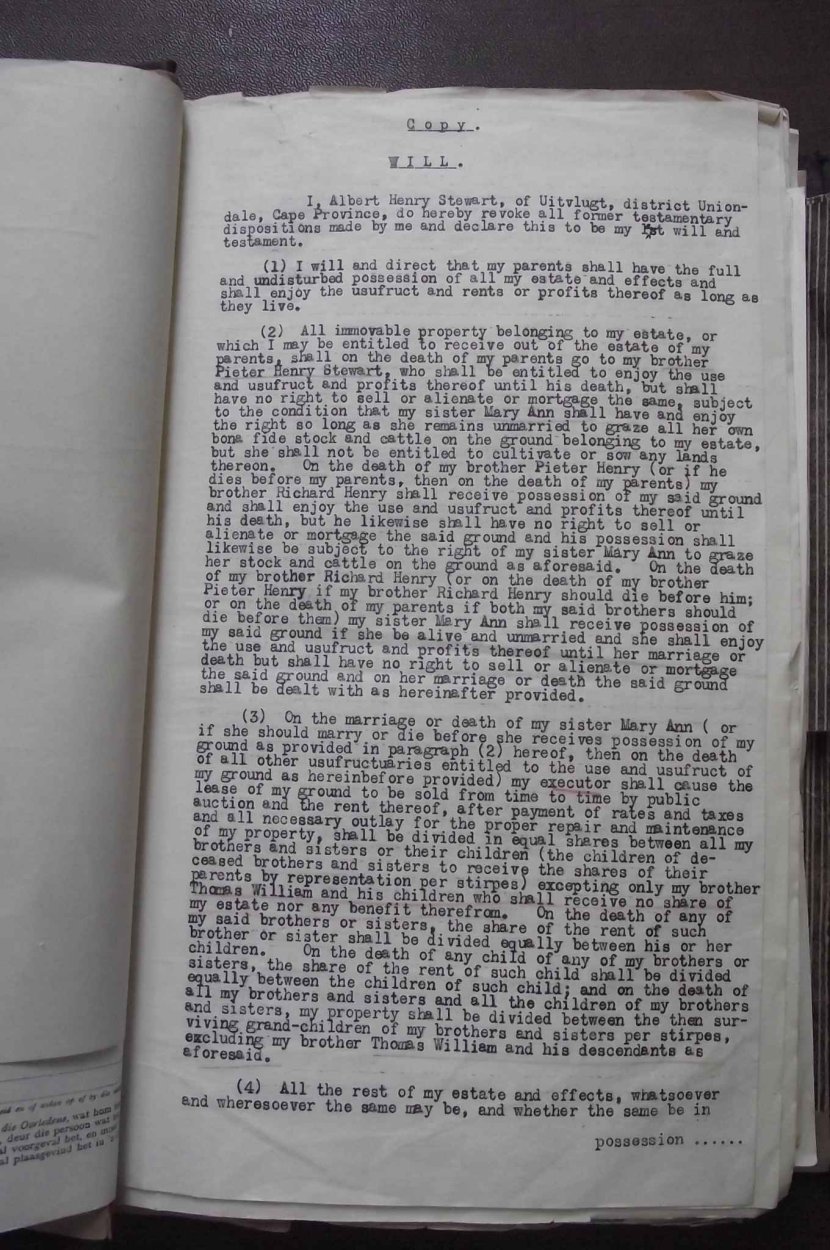 Copy.
WILL.
I, Albert Henry Stewart, of Uitvlugt, district Union-
dale, Cape Province, do hereby revoke all former testamentary
dispositions made by me and declare this to be my last will and
testament.
(1) I will and direct that my parents shall have the full
and undisturbed possession of all my estate and effects and
shall enjoy the usufruct and rents or profits thereof as long as
they live.
(2) All immovable property belonging to my estate, or
which I may be entitled to receive out of the estate of my
parents, shall on the death of my parents go to my brother
Pieter Henry Stewart, who shall be entitled to enjoy the use
and usufruct and profits thereof until his death, but shall
have no right to sell or alienate or mortgage the same, subject
to the condition that my sister Mary Ann shall have and enjoy
the right so long as she remains unmarried to graze all her own
bona fide stock and cattle on the ground belonging to my estate,
but she shall not be entitled to cultivate or sow any lands
thereon. On the death of my brother Pieter Henry (or if he
dies before my parents, then on the death of my parents) my
brother Richard Henry shall receive possession of my said ground
and shall enjoy the use and usufruct and profits thereof until
his death, but he likewise shall have no right to sell or
alienate or mortgage the said ground and his possession shall
likewise be subject to the right of my sister Mary Ann to graze
her stock and cattle on the ground as aforesaid. On the death
of my brother Richard Henry (or on the death of my brother
Pieter Henry if my brother Richard Henry should die before him;
or on the death of my parents if both my said brothers should
die before them) my sister Mary Ann shall receive possession of
my said ground if she be alive and unmarried and she shall enjoy
the use and usufruct and profits thereof until her marriage or
death but shall have no right to sell or alienate or mortgage
the said ground and on her marriage or death the said ground
shall be dealt with as hereinafter provided.
(3) On the marriage or death of my sister Mary Ann ( or
if she should marry or die before she receives possession of my
ground as provided in paragraph (2) hereof, then on the death
of all other usufructuaries entitled to the use and usufruct of
my ground as hereinbefore provided) my executor shall cause the
lease of my ground to be sold from time to time by public
auction and the rent thereof, after payment of rates and taxes
and all necessary outlay for the proper repair and maintenance
of my property, shall be divided in equal shares between all my
brothers and sisters or their children (the children of de-
ceased brothers and sisters to receive the shares of their
parents by representation per stirpes) excepting only my brother
Thomas William and his children who shall receive no share of
my estate nor any benefit therefrom. On the death of any of
my said brothers or sisters, the share of the rent of such
brother or sister shall be divided equally between his or her
children. On the death of any child of any of my brothers or
sisters, the share of the rent of such child shall be divided
equally between the children of such child; and on the death of
all my brothers and sisters and all the children of my brothers
and sisters, my property shall be divided between the then sur-
viving grand-children of my brothers and sisters per stirpes,
excluding my brother Thomas William and his descendants as
aforesaid.
(4) All the rest of my estate and effects, whatsoever
and wheresoever the same may be, and whether the same be in
possession ......
die Oorledene, wat hom
deur die persoon wat
voorgeval het, en
plaasgevind het in